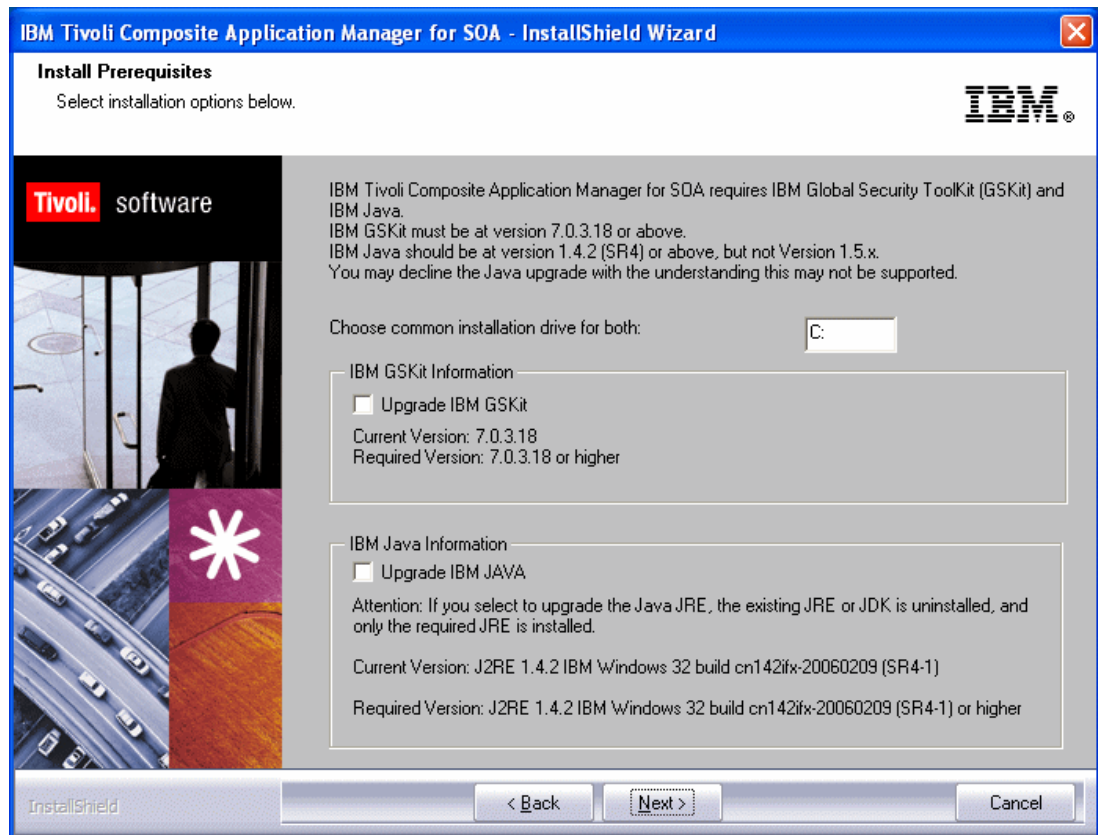 IBM Tivoli Composite Application Manager for SOA - InstallShield Wizard
Install Prerequisites
Select installation options below.
IBM®
Tivoli. software
IBM Tivoli Composite Application Manager for SOA requires IBM Global Security ToolKit (GSKit) and
IBM Java.
IBM GSKit must be at version 7.0.3.18 or above.
IBM Java should be at version 1.4.2 (SR4) or above, but not Version 1.5.x.
You may decline the Java upgrade with the understanding this may not be supported.
Choose common installation drive for both:
C:
IBM GSKit Information
Upgrade IBM GSKit
Current Version: 7.0.3.18
Required Version: 7.0.3.18 or higher
IBM Java Information
Upgrade IBM JAVA
Attention: If you select to upgrade the Java JRE, the existing JRE or JDK is uninstalled, and
only the required JRE is installed.
Current Version: J2RE 1.4.2 IBM Windows 32 build cn142ifx-20060209 (SR4-1)
Required Version: J2RE 1.4.2 IBM Windows 32 build cn142ifx-20060209 (SR4-1) or higher
InstallShield
< Back
Next >
Cancel